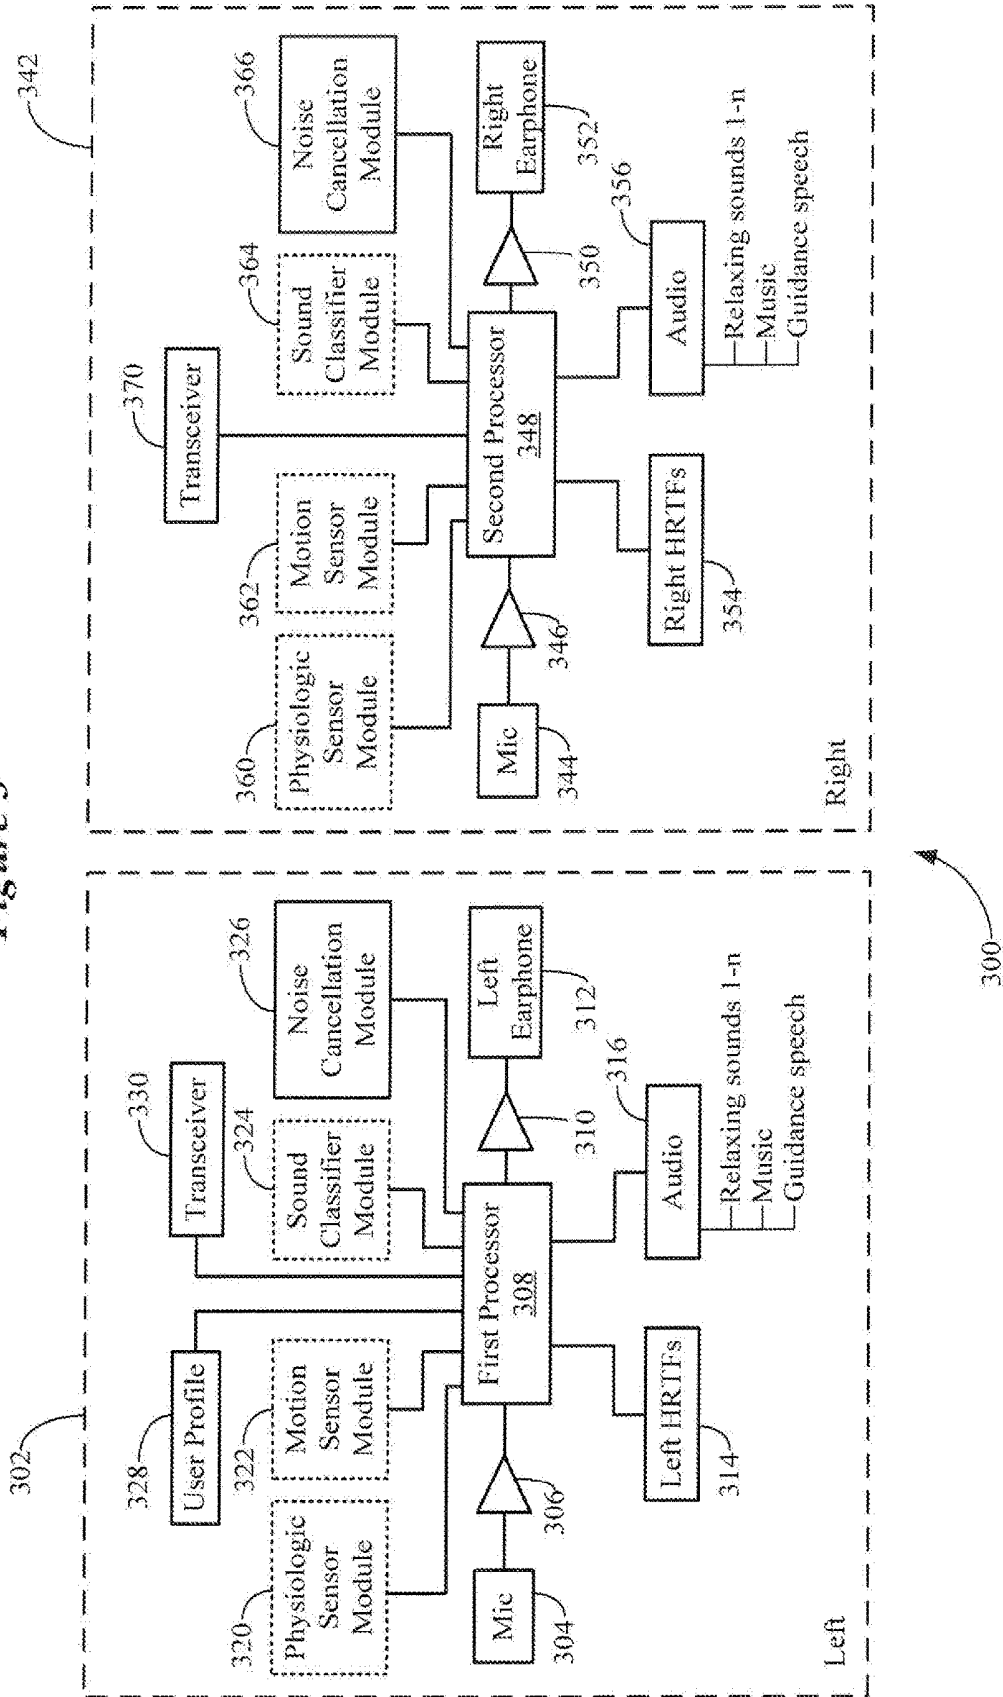 Figure 3
302
328
User Profile
330
Transceiver
320
Physiologic
Sensor
Module
322
Motion
Sensor
Module
324
Sound
Classifier
Module
326
Noise
Cancellation
Module
Mic
304
306
First Processor
308
310
Left
Earphone
312
Left HRTFs
314
316
Audio
Relaxing sounds 1-n
Music
Guidance speech
Left
342
370
Transceiver
360
Physiologic
Sensor
Module
362
Motion
Sensor
Module
364
Sound
Classifier
Module
366
Noise
Cancellation
Module
Mic
344
346
Second Processor
348
350
Right
Earphone
352
Right HRTFs
354
356
Audio
Relaxing sounds 1-n
Music
Guidance speech
Right
300